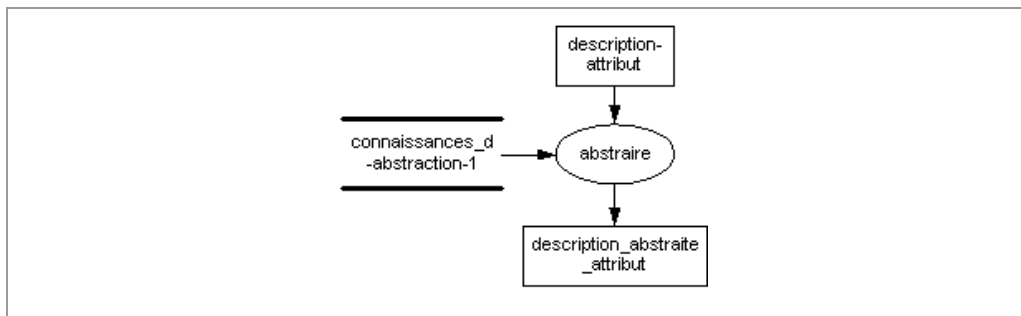 description-
attribut
connaissances_d
-abstraction-1
abstraire
description_abstraite
_attribut